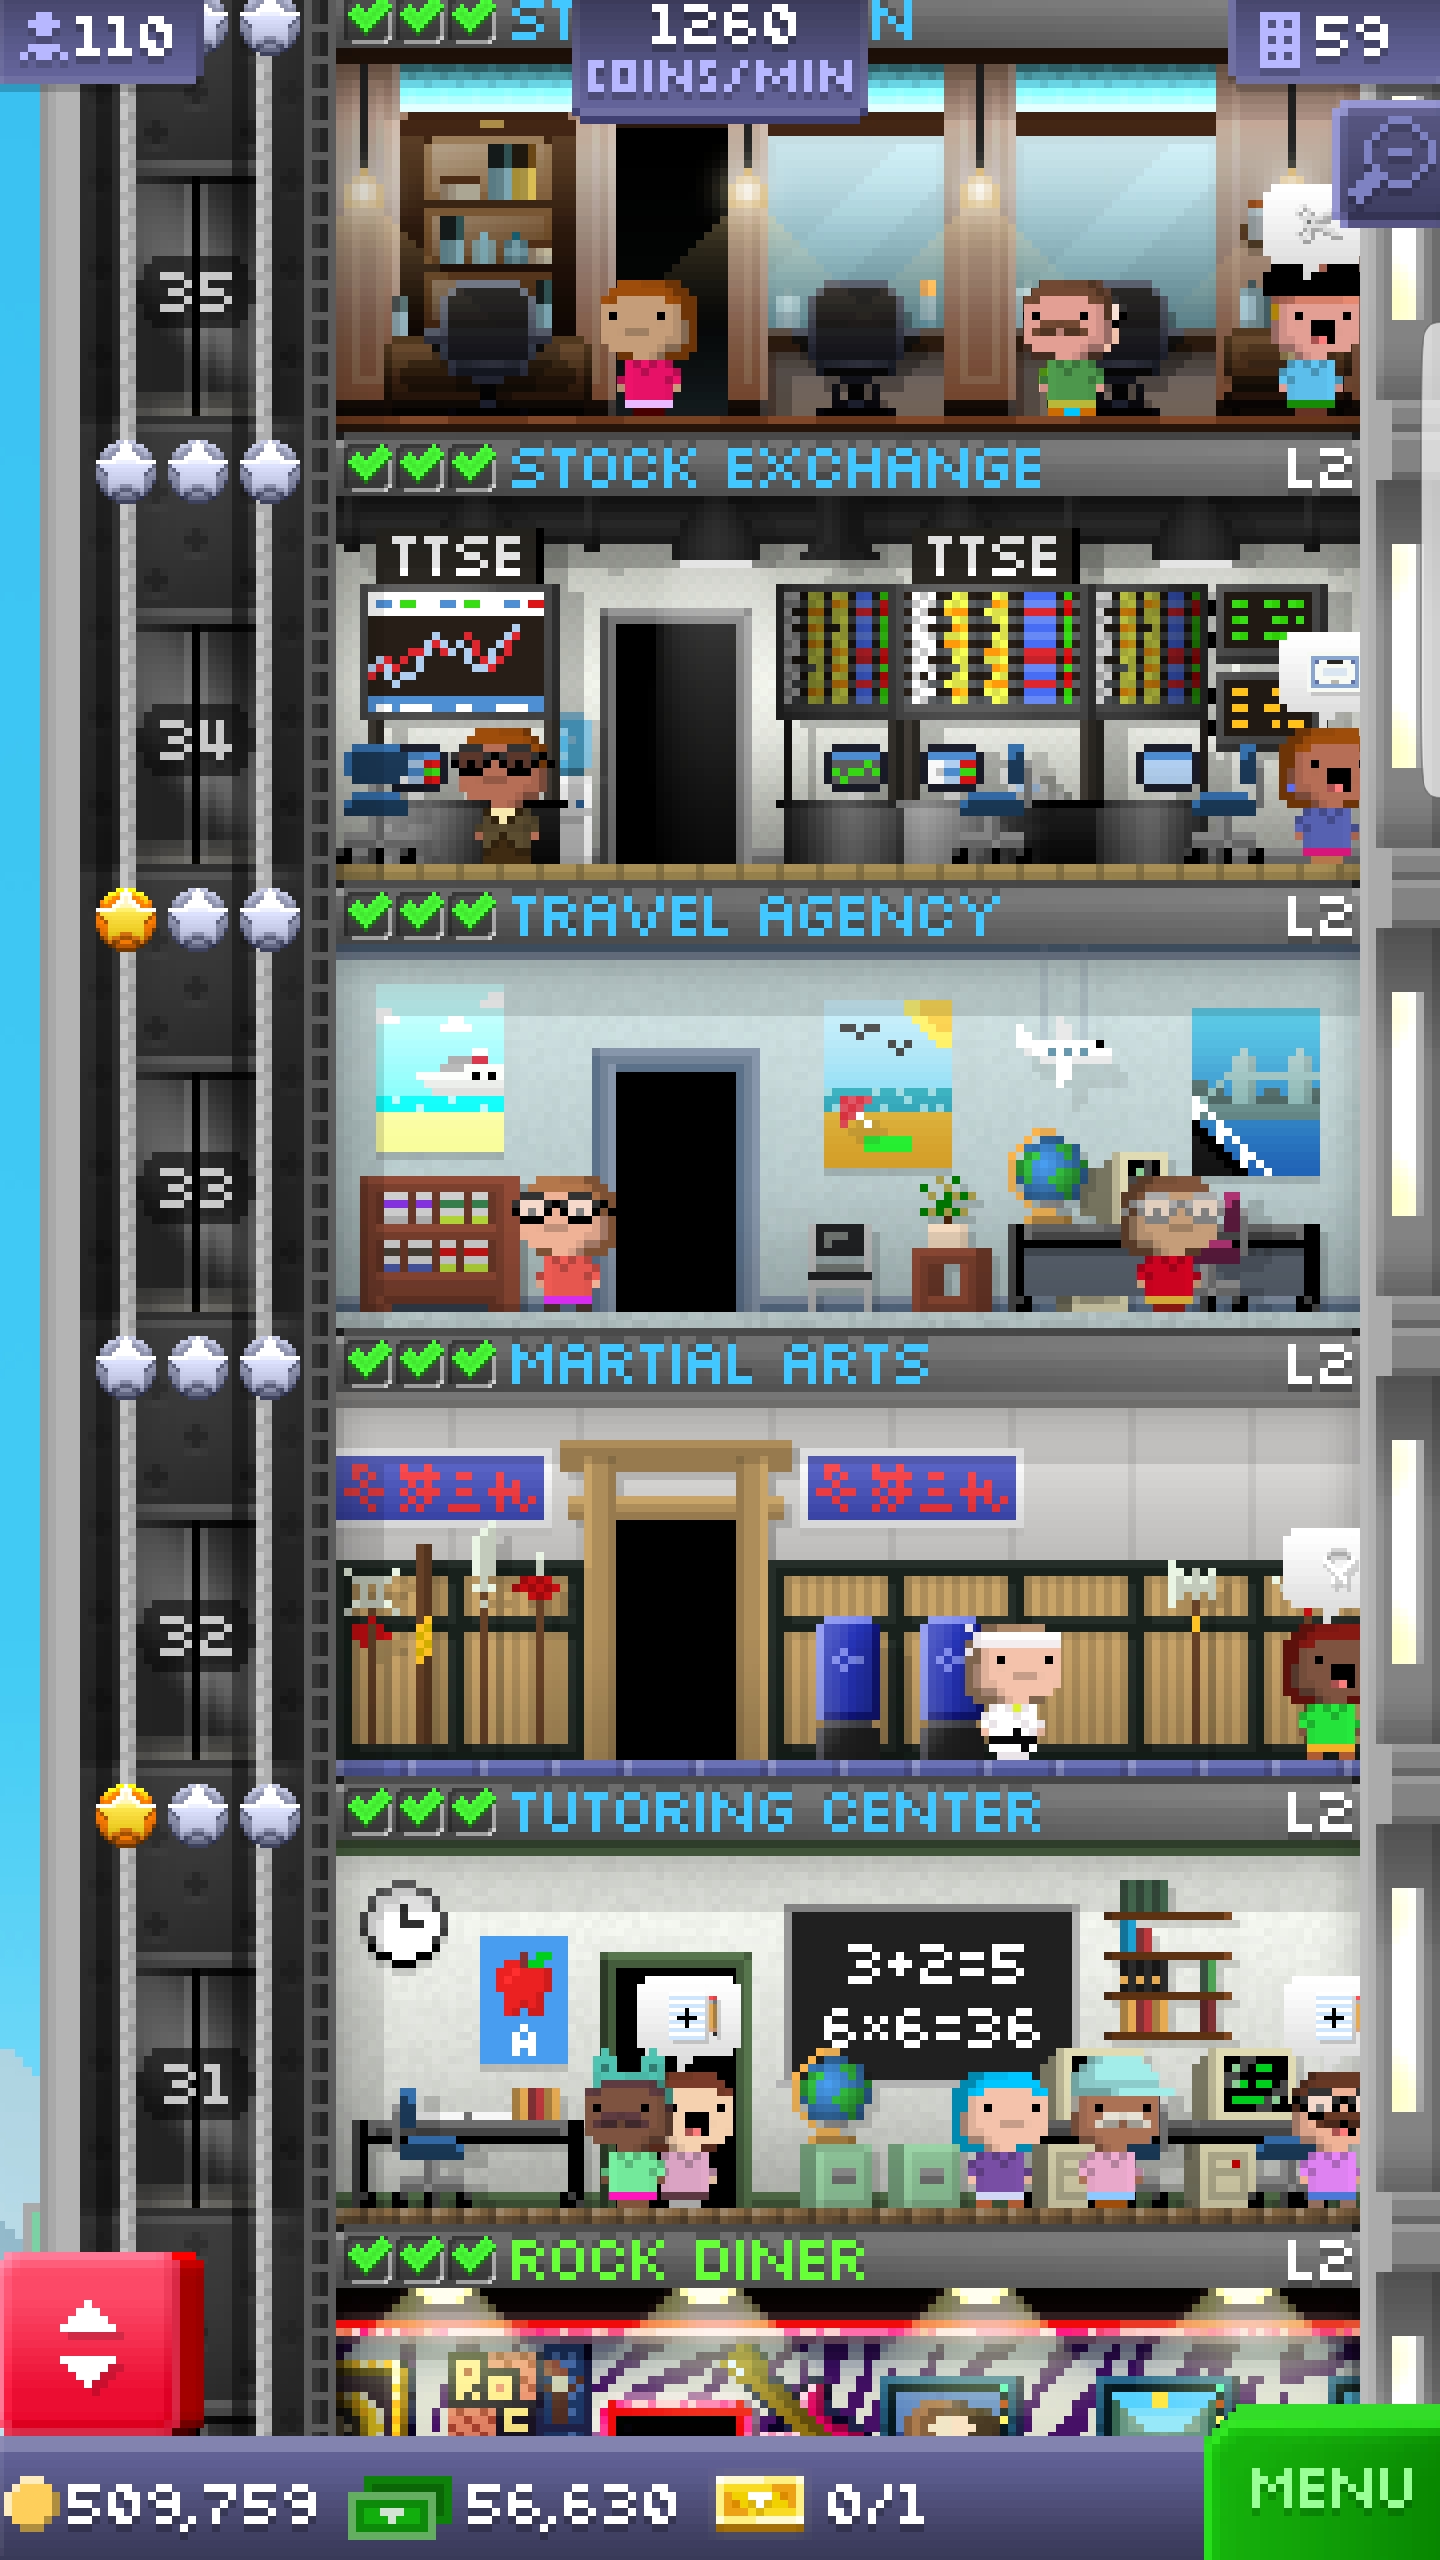 110
1260
COINS/MIN
59
ST N
35
STOCK EXCHANGE L2
TTSE TTSE
34
TRAVEL AGENCY L2
33
MARTIAL ARTS L2
32
TUTORING CENTER L2
3+2=5
6×6=36
A
31
ROCK DINER L2
509,759 56,630 0/1
MENU